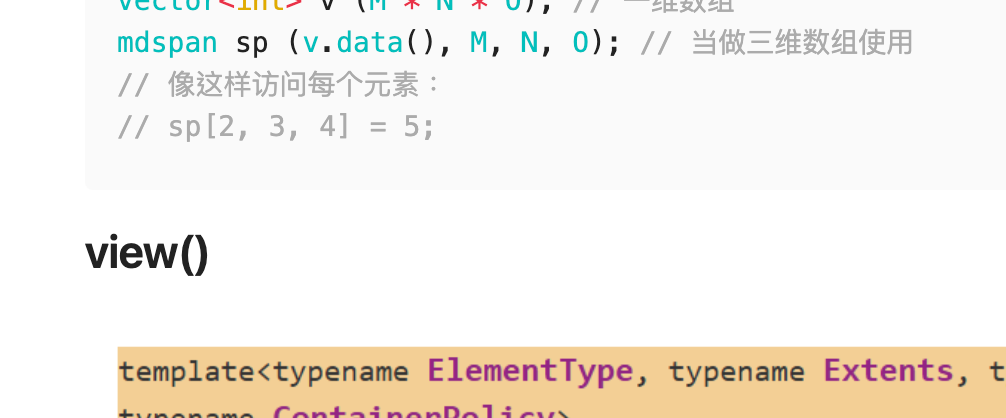 vector<int> v (M * N * O); // 一维数组
mdspan sp (v.data(), M, N, O); // 当做三维数组使用
// 像这样访问每个元素：
// sp[2, 3, 4] = 5;
view()
template<typename ElementType, typename Extents, t
typename ContainerPolicy>